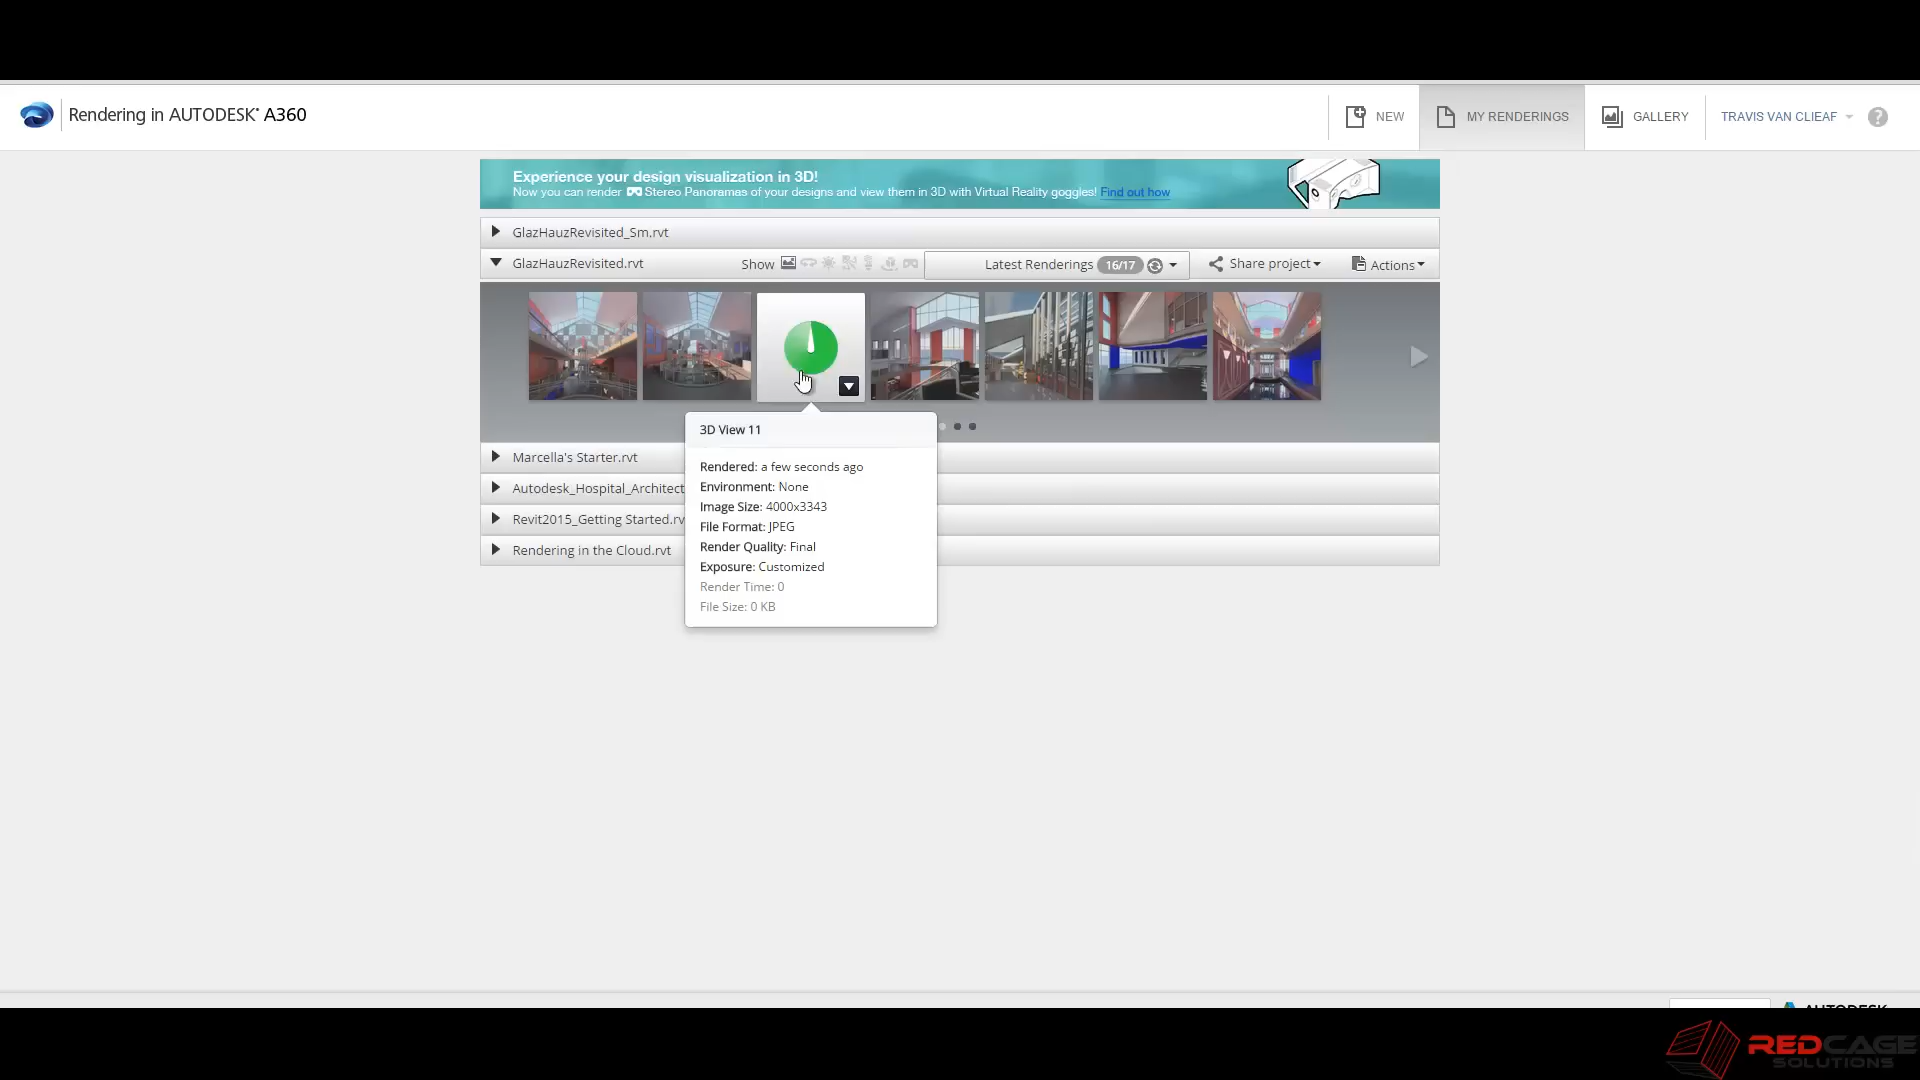 Rendering in AUTODESK® A360
NEW
MY RENDERINGS
GALLERY
TRAVIS VAN CLIEAF
?
Experience your design visualization in 3D!
Now you can render Stereo Panoramas of your designs and view them in 3D with Virtual Reality goggles! Find out how
GlazHauzRevisited_Sm.rvt
GlazHauzRevisited.rvt
Show
Latest Renderings 16/17
Share project
Actions
3D View 11
Rendered: a few seconds ago
Environment: None
Image Size: 4000x3343
File Format: JPEG
Render Quality: Final
Exposure: Customized
Render Time: 0
File Size: 0 KB
Marcella's Starter.rvt
Autodesk_Hospital_Architect
Revit2015_Getting Started.rv
Rendering in the Cloud.rvt
AUTODESK
REDCAGE
SOLUTIONS